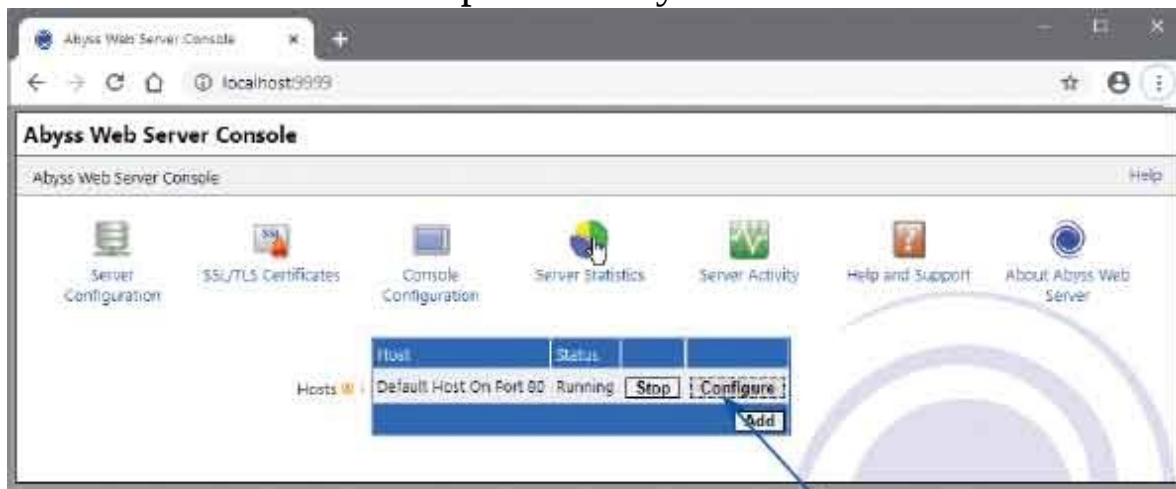 Abyss Web Server Console
localhost:9999
Abyss Web Server Console
Abyss Web Server Console Help
Server Configuration
SSL
SSL/TLS Certificates
Console Configuration
Server Statistics
Server Activity
Help and Support
About Abyss Web Server
Host Status
Hosts Default Host On Port 80 Running Stop Configure
Add